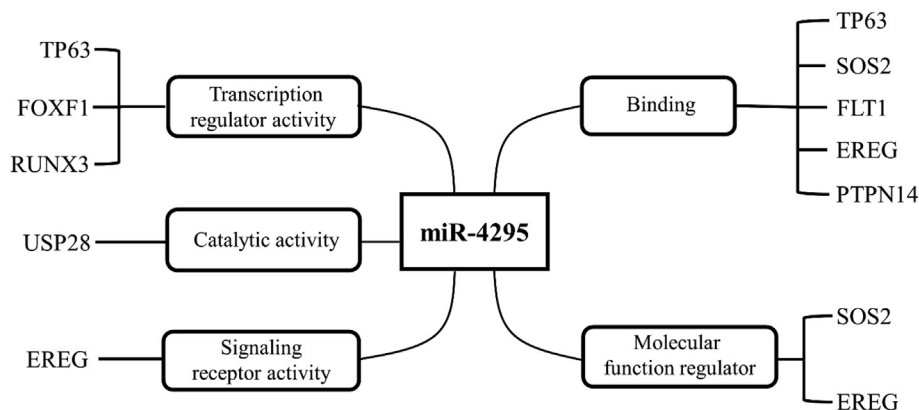 TP63
FOXF1
RUNX3
Transcription
regulator activity
USP28
Catalytic activity
EREG
Signaling
receptor activity
miR-4295
Binding
TP63
SOS2
FLT1
EREG
PTPN14
Molecular
function regulator
SOS2
EREG